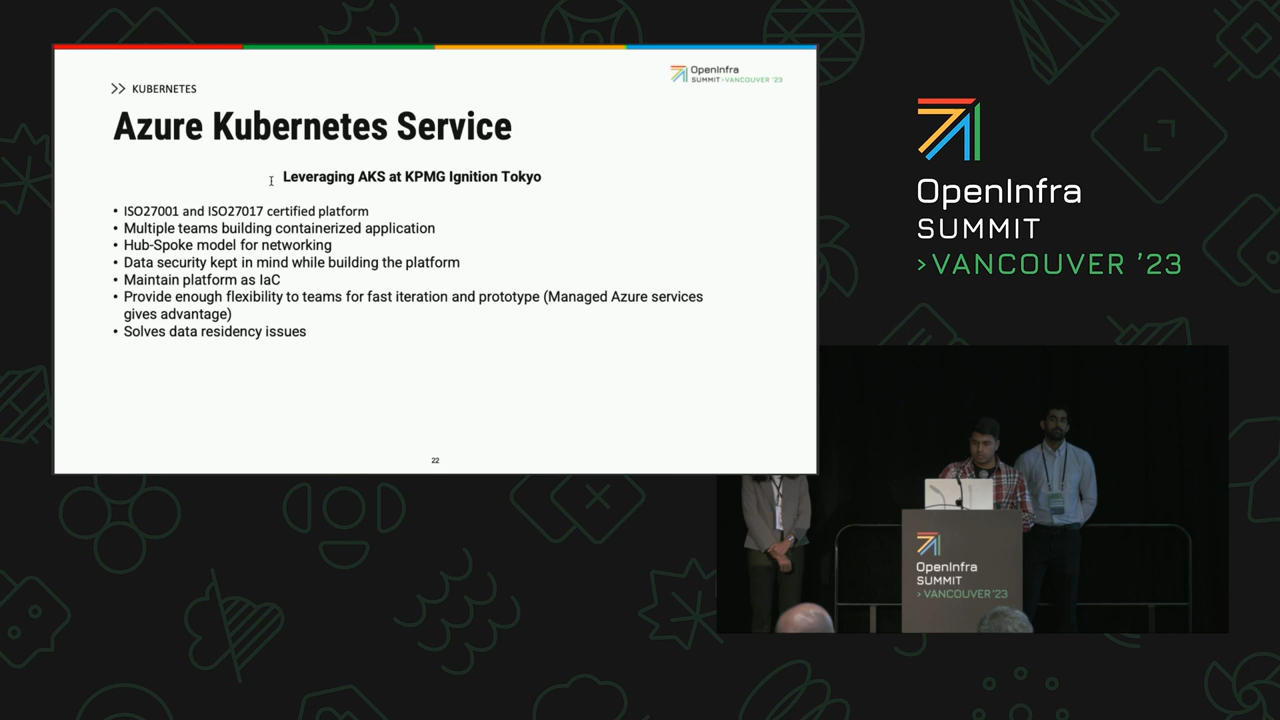 OpenInfra
SUMMIT >VANCOUVER '23
>> KUBERNETES
Azure Kubernetes Service
Leveraging AKS at KPMG Ignition Tokyo
• ISO27001 and ISO27017 certified platform
• Multiple teams building containerized application
• Hub-Spoke model for networking
• Data security kept in mind while building the platform
• Maintain platform as IaC
• Provide enough flexibility to teams for fast iteration and prototype (Managed Azure services
gives advantage)
• Solves data residency issues
22
OpenInfra
SUMMIT
>VANCOUVER '23
OpenInfra
SUMMIT
>VANCOUVER '23